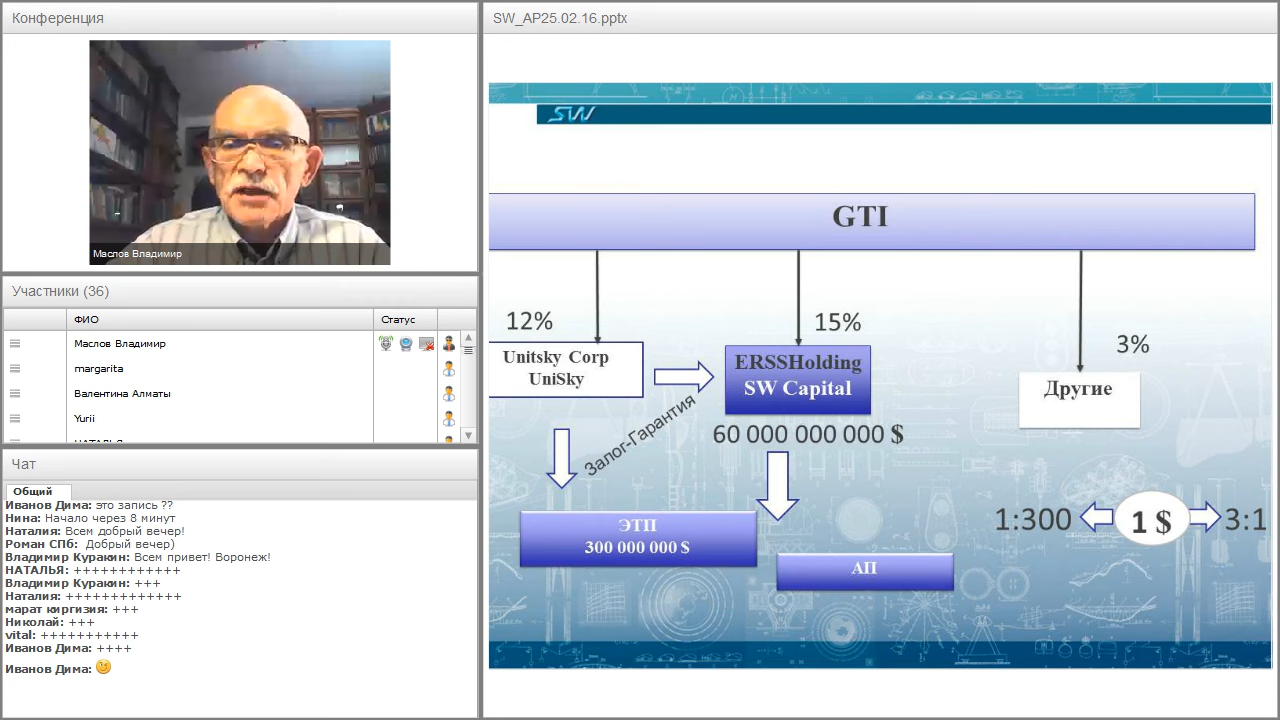 Конференция
Маслов Владимир
Участники (36)
ФИО
Статус
Маслов Владимир
margarita
Валентина Алматы
Yurii
НАТАЛЬЯ
Чат
Общий
Иванов Дима: это запись ??
Нина: Начало через 8 минут
Наталия: Всем добрый вечер!
Роман СПб: Добрый вечер)
Владимир Куракин: Всем привет! Воронеж!
НАТАЛЬЯ: ++++++++++++
Владимир Куракин: +++
Наталия: +++++++++++++
марат киргизия: +++
Николай: +++
vital: +++++++++++
Иванов Дима: ++++
Иванов Дима:
SW_AP25.02.16.pptx
SW
GTI
12%
15%
3%
Unitsky Corp
UniSky
ERSSHolding
SW Capital
Другие
Залог-Гарантия
60 000 000 000 $
ЭТП
300 000 000 $
АП
1:300
1 $
3:1